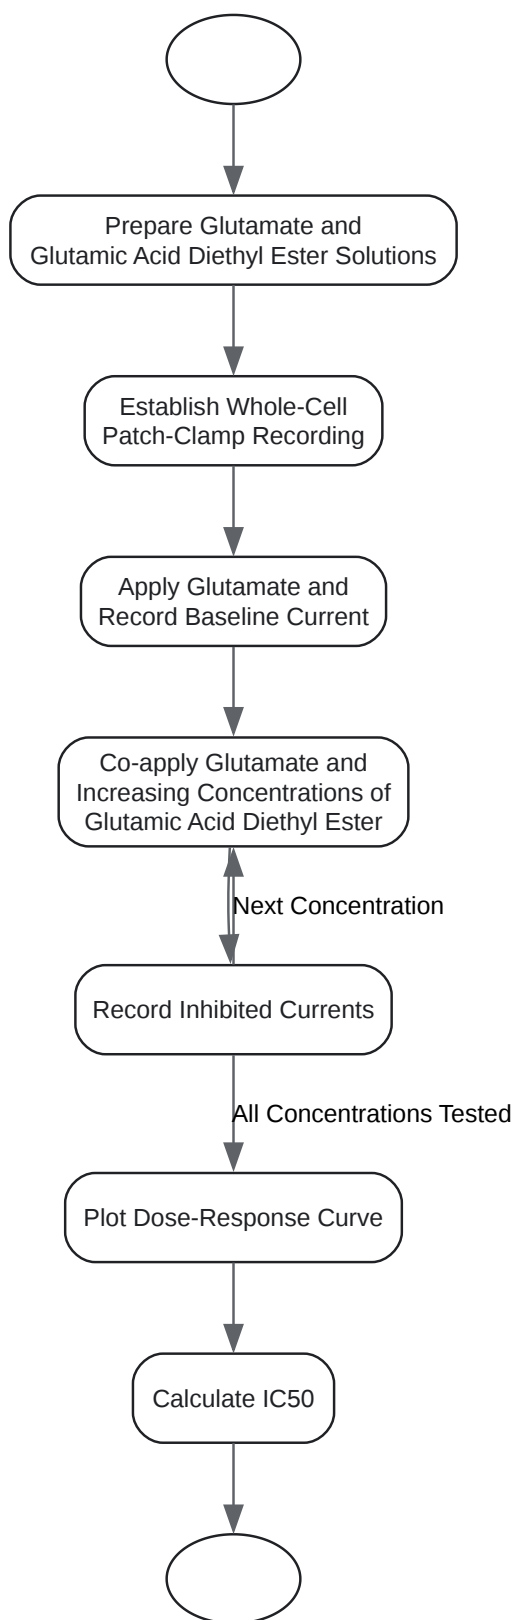 Prepare Glutamate and
Glutamic Acid Diethyl Ester Solutions
Establish Whole-Cell
Patch-Clamp Recording
Apply Glutamate and
Record Baseline Current
Co-apply Glutamate and
Increasing Concentrations of
Glutamic Acid Diethyl Ester
Next Concentration
Record Inhibited Currents
All Concentrations Tested
Plot Dose-Response Curve
Calculate IC50